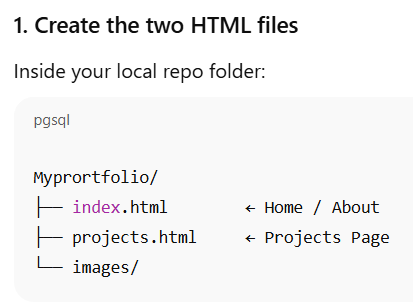 1. Create the two HTML files
Inside your local repo folder:
pgsql
Myprortfolio/
├── index.html ← Home / About
├── projects.html ← Projects Page
└── images/